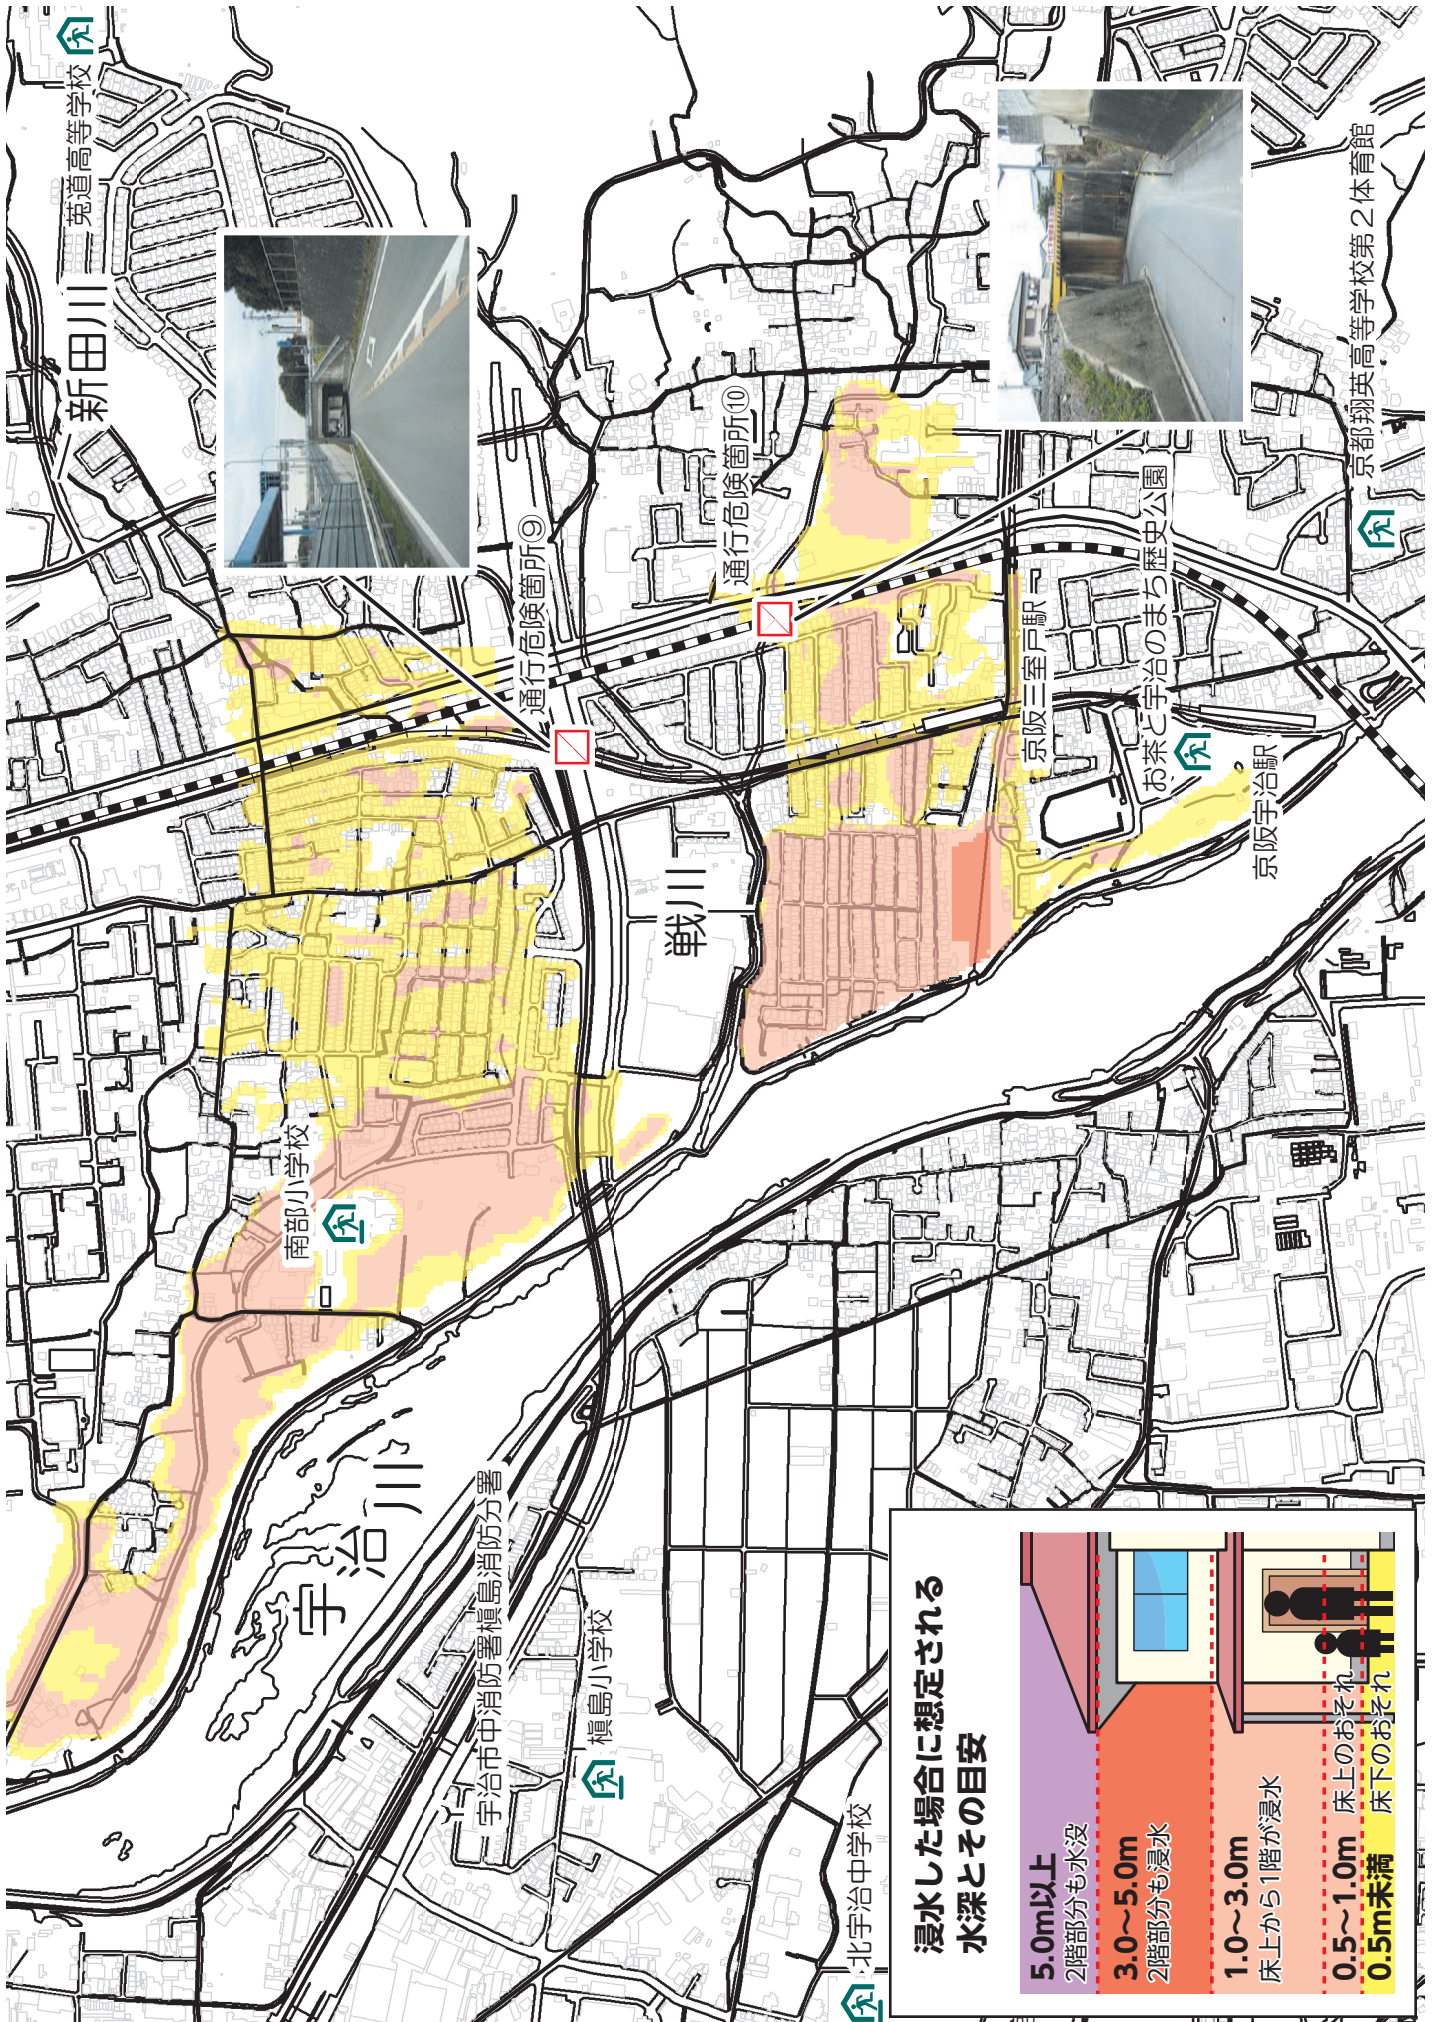 莵道高等学校
新田川
通行危険箇所⑨
通行危険箇所⑩
京都翔英高等学校第2体育館
お茶と宇治のまち歴史公園
京阪三室戸駅
京阪宇治駅
戦川
南部小学校
宇治川
宇治市中消防署槇島消防分署
槇島小学校
北宇治中学校
浸水した場合に想定される
水深とその目安
5.0m以上
2階部分も水没
3.0〜5.0m
2階部分も浸水
1.0〜3.0m
床上から1階が浸水
0.5〜1.0m 床上のおそれ
0.5m未満 床下のおそれ